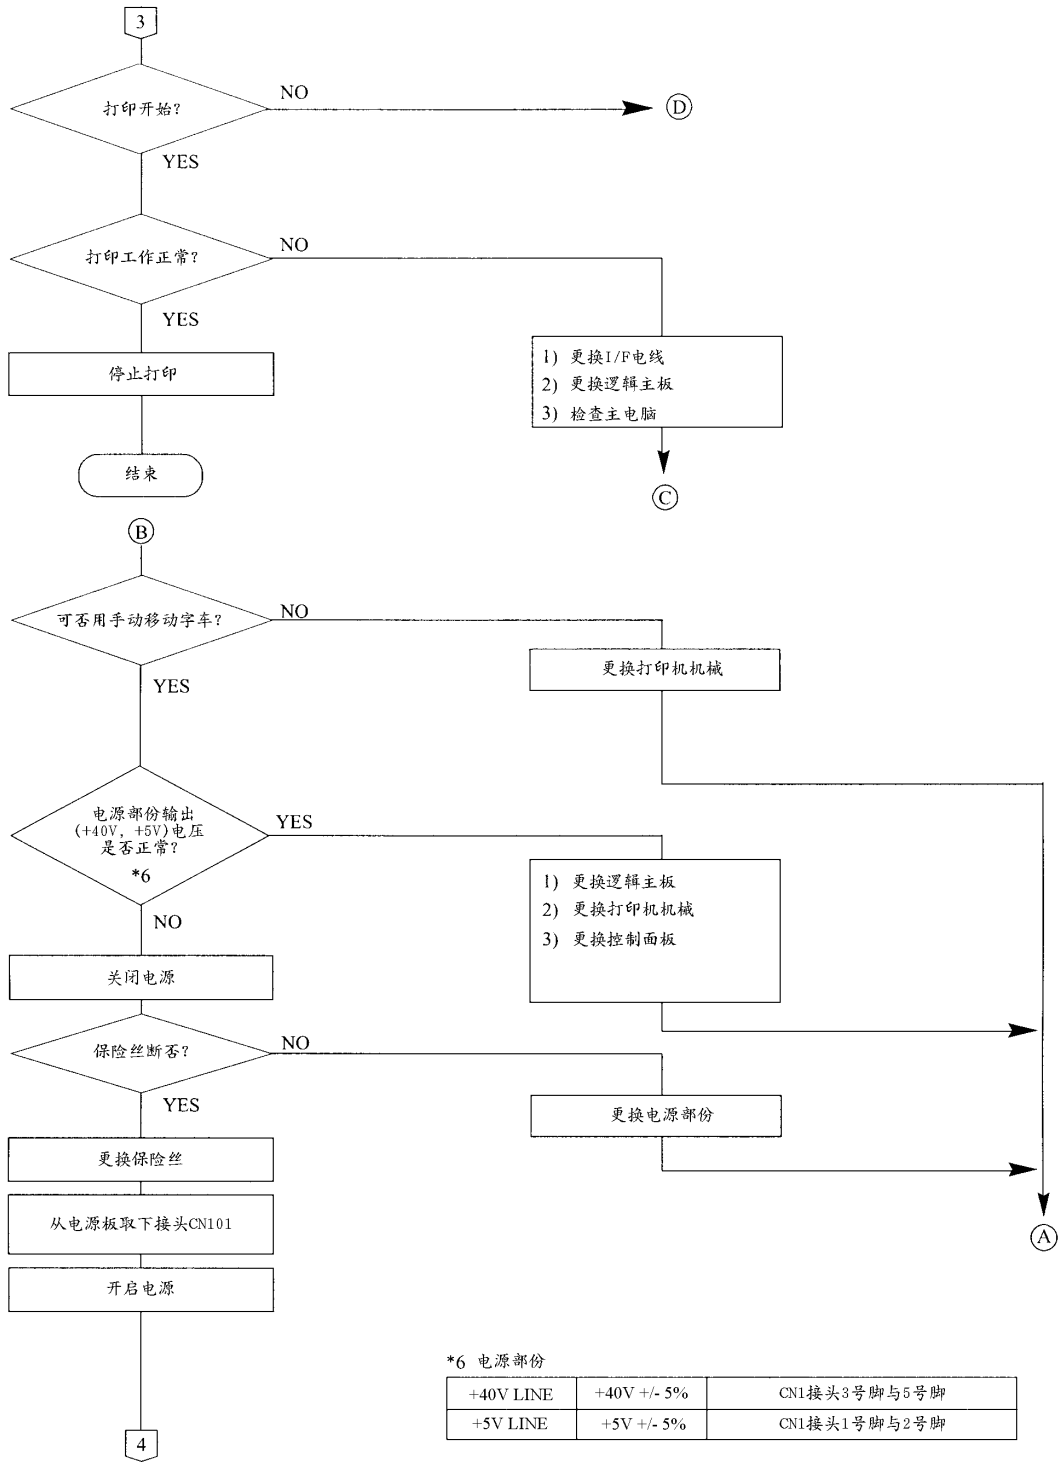 3
打印开始?
NO
D
YES
打印工作正常?
NO
YES
停止打印
1) 更换I/F电线
2) 更换逻辑主板
3) 检查主电脑
结束
C
B
可否用手动移动字车?
NO
更换打印机机械
YES
电源部份输出
(+40V, +5V)电压
是否正常?
*6
YES
1) 更换逻辑主板
2) 更换打印机机械
3) 更换控制面板
NO
关闭电源
保险丝断否?
NO
更换电源部份
YES
更换保险丝
从电源板取下接头CN101
A
开启电源
*6 电源部份
+40V LINE +40V +/- 5% CN1接头3号脚与5号脚
+5V LINE +5V +/- 5% CN1接头1号脚与2号脚
4